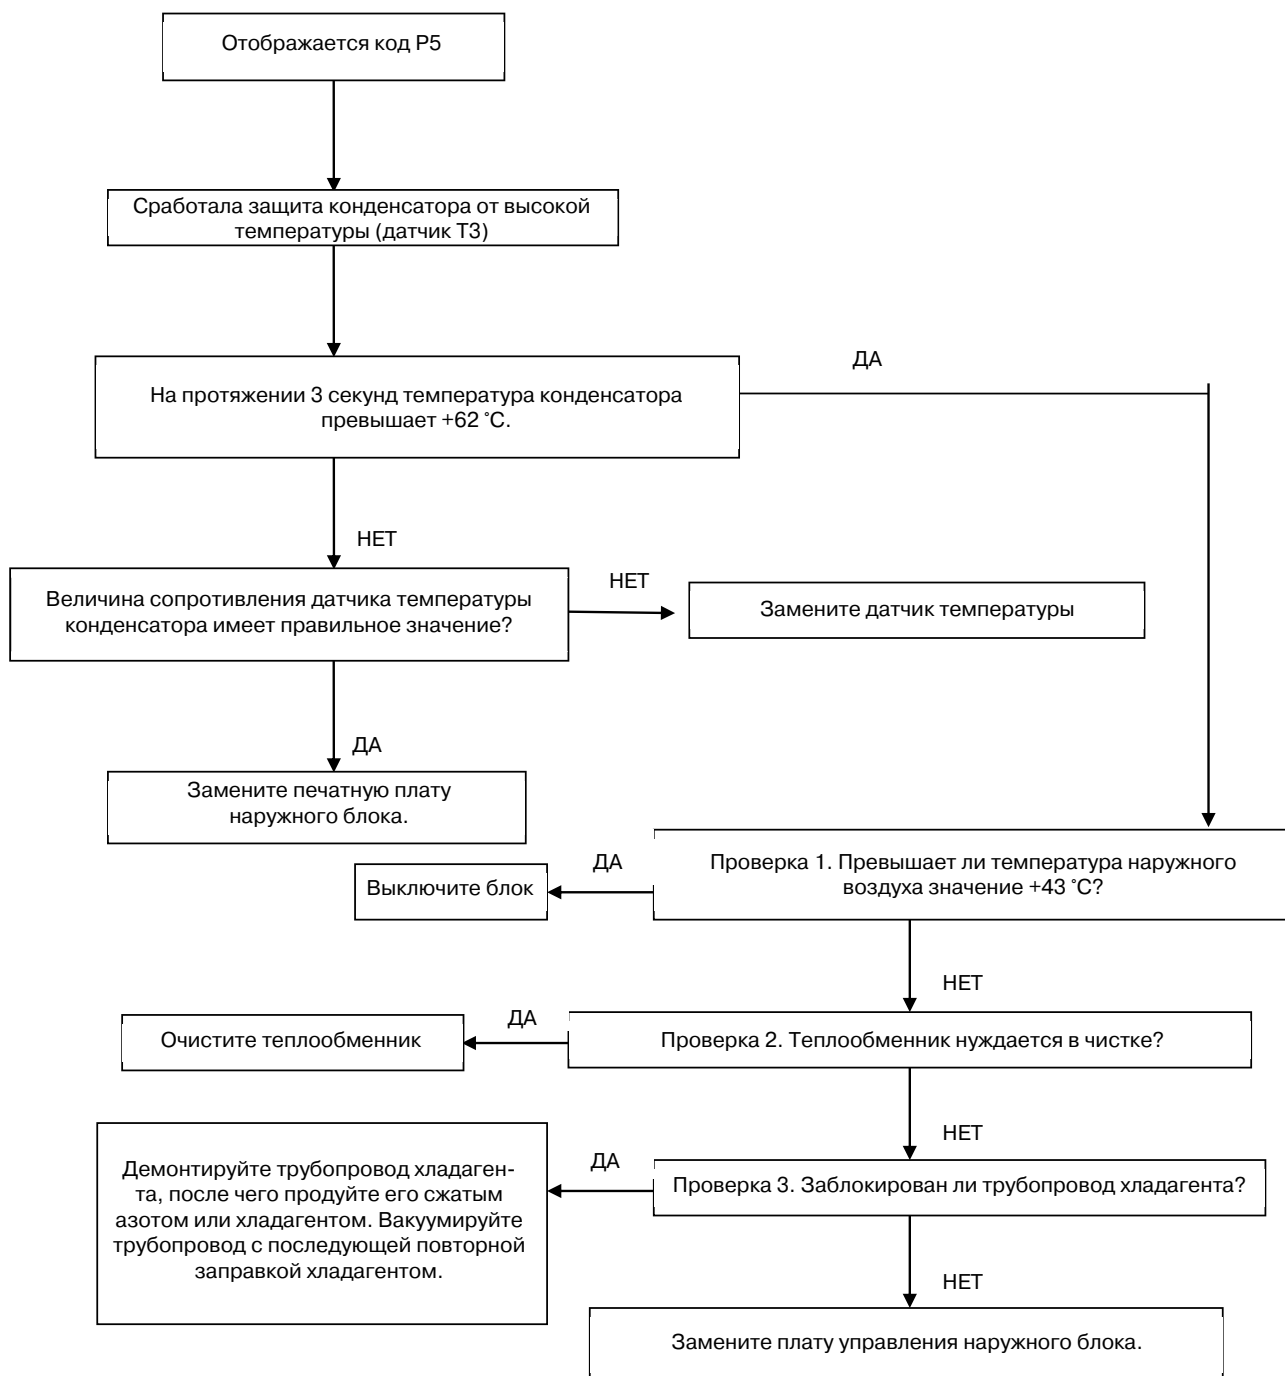 Отображается код P5
Сработала защита конденсатора от высокой
температуры (датчик T3)
ДА
На протяжении 3 секунд температура конденсатора
превышает +62 °C.
НЕТ
НЕТ
Величина сопротивления датчика температуры
конденсатора имеет правильное значение?
Замените датчик температуры
ДА
Замените печатную плату
наружного блока.
ДА
Проверка 1. Превышает ли температура наружного
воздуха значение +43 °C?
Выключите блок
НЕТ
ДА
Очистите теплообменник
Проверка 2. Теплообменник нуждается в чистке?
НЕТ
ДА
Демонтируйте трубопровод хладаген-
та, после чего продуйте его сжатым
азотом или хладагентом. Вакуумируйте
трубопровод с последующей повторной
заправкой хладагентом.
Проверка 3. Заблокирован ли трубопровод хладагента?
НЕТ
Замените плату управления наружного блока.